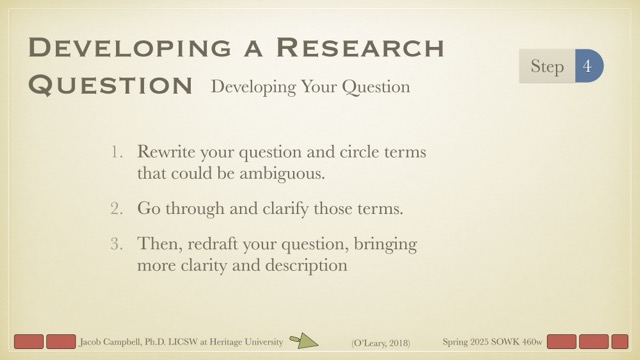 Developing a Research
Question Developing Your Question
Step 4
1. Rewrite your question and circle terms
that could be ambiguous.
2. Go through and clarify those terms.
3. Then, redraft your question, bringing
more clarity and description
Jacob Campbell, Ph.D. LICSW at Heritage University (O'Leary, 2018) Spring 2025 SOWK 460w